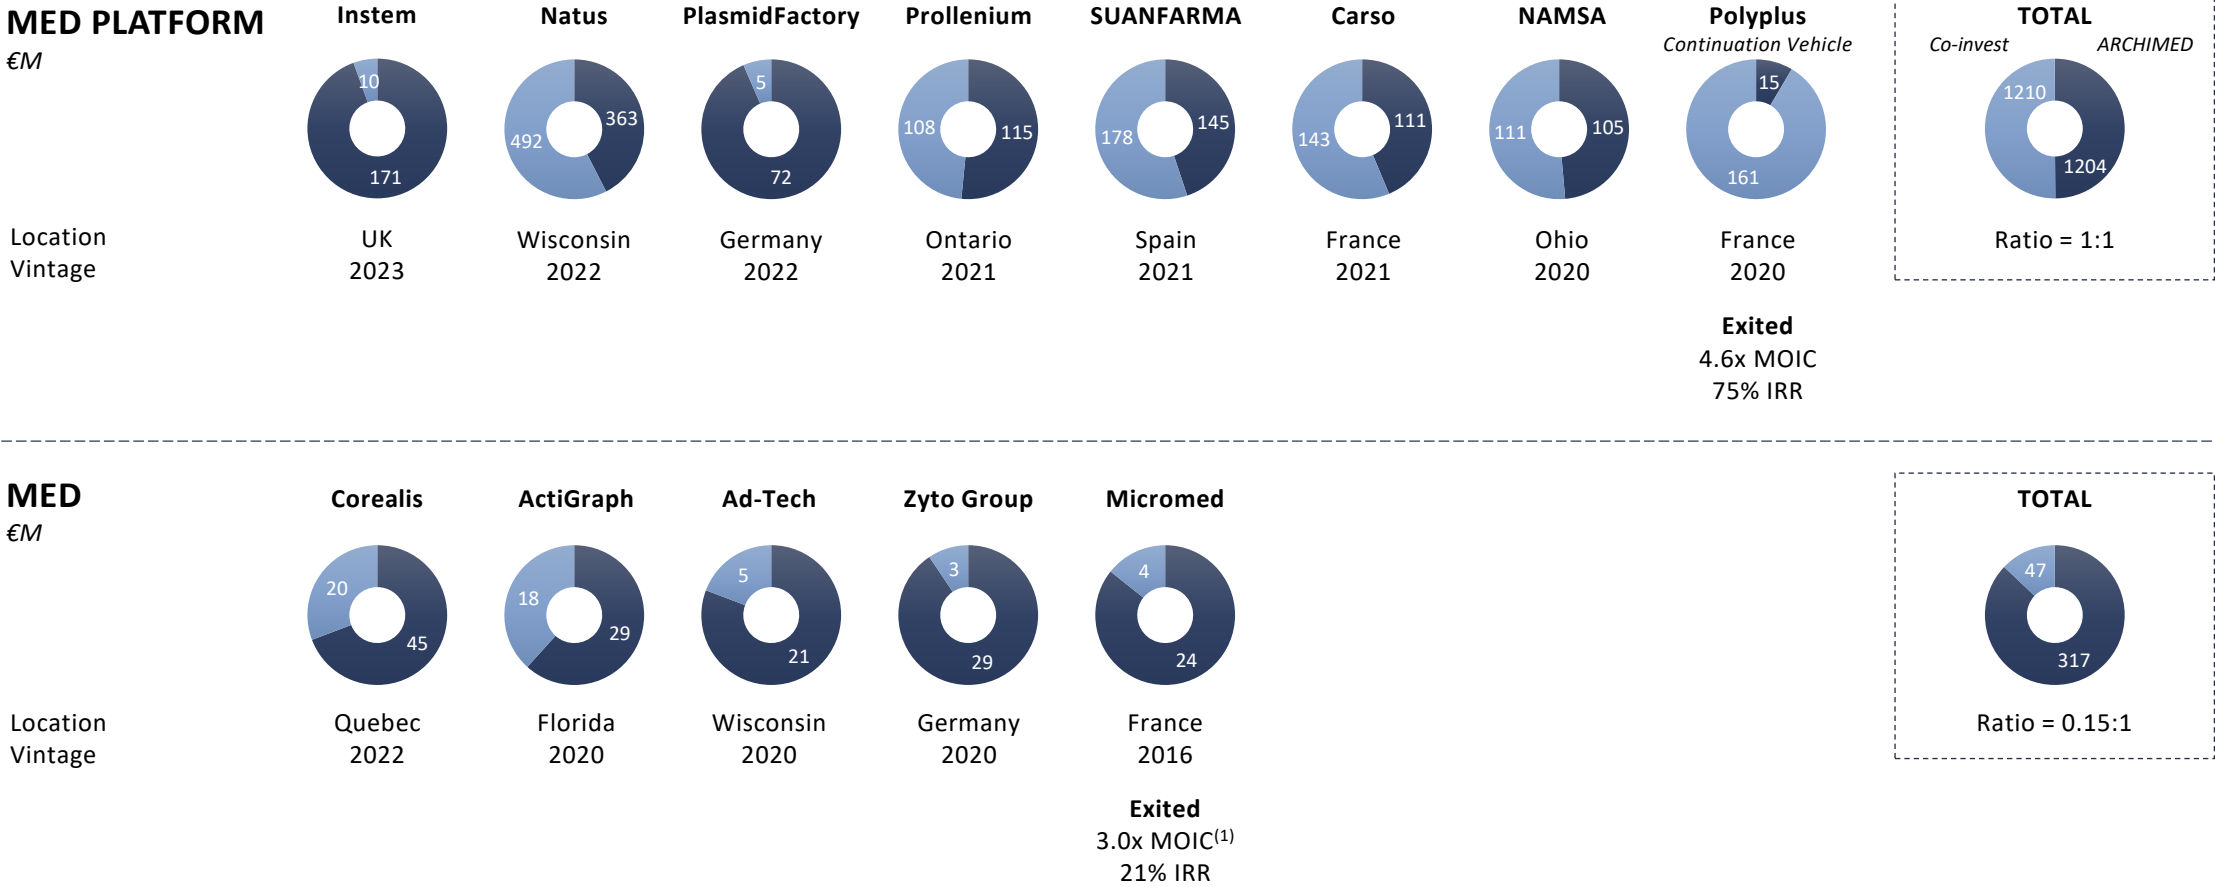 MED PLATFORM
€M
Instem Natus PlasmidFactory Prollenium SUANFARMA Carso NAMSA Polyplus TOTAL
Continuation Vehicle Co-invest ARCHIMED
10 171
492 363
5 72
108 115
178 145
143 111
111 105
15 161
1210 1204
Location UK Wisconsin Germany Ontario Spain France Ohio France Ratio = 1:1
Vintage 2023 2022 2022 2021 2021 2021 2020 2020
Exited
4.6x MOIC
75% IRR
MED
€M
Corealis ActiGraph Ad-Tech Zyto Group Micromed TOTAL
20 45
18 29
5 21
3 29
4 24
47 317
Location Quebec Florida Wisconsin Germany France Ratio = 0.15:1
Vintage 2022 2020 2020 2020 2016
Exited
3.0x MOIC(1)
21% IRR